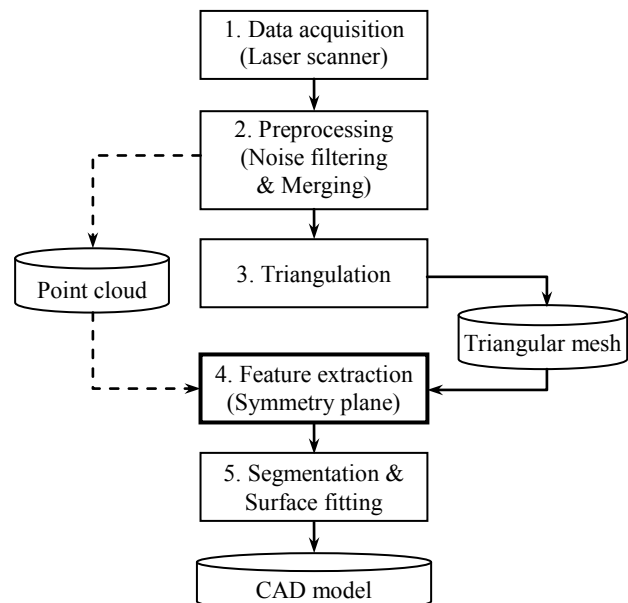 1. Data acquisition
(Laser scanner)
2. Preprocessing
(Noise filtering
& Merging)
3. Triangulation
Point cloud
Triangular mesh
4. Feature extraction
(Symmetry plane)
5. Segmentation &
Surface fitting
CAD model